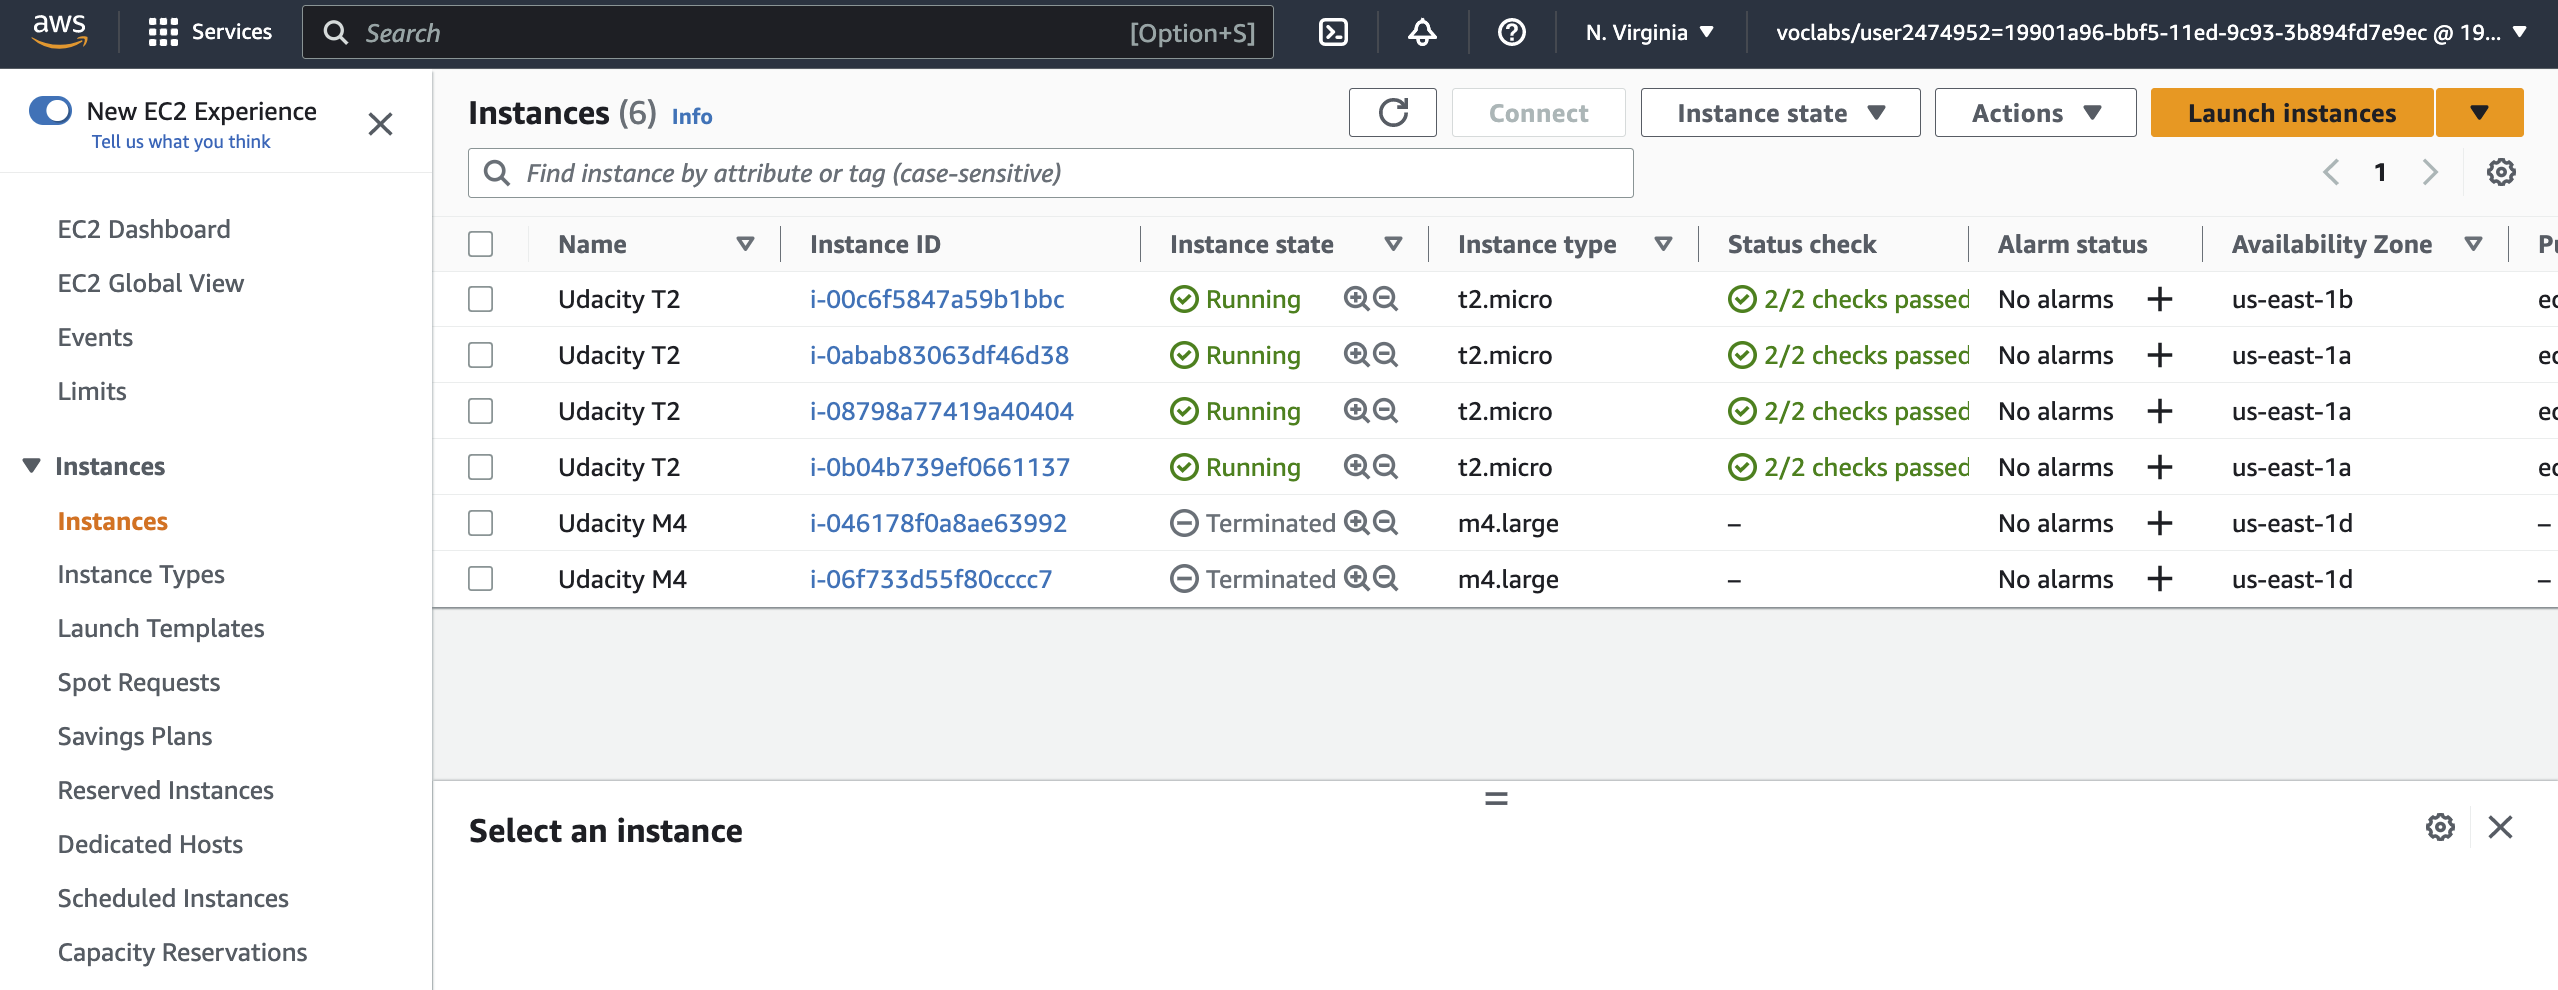 aws
Services
Search
[Option+S]
N. Virginia
voclabs/user2474952=19901a96-bbf5-11ed-9c93-3b894fd7e9ec @ 19...
New EC2 Experience
Tell us what you think
EC2 Dashboard
EC2 Global View
Events
Limits
Instances
Instances
Instance Types
Launch Templates
Spot Requests
Savings Plans
Reserved Instances
Dedicated Hosts
Scheduled Instances
Capacity Reservations
Instances (6) Info
Connect
Instance state
Actions
Launch instances
Find instance by attribute or tag (case-sensitive)
1
Name Instance ID Instance state Instance type Status check Alarm status Availability Zone
Udacity T2 i-00c6f5847a59b1bbc Running t2.micro 2/2 checks passed No alarms + us-east-1b
Udacity T2 i-0abab83063df46d38 Running t2.micro 2/2 checks passed No alarms + us-east-1a
Udacity T2 i-08798a77419a40404 Running t2.micro 2/2 checks passed No alarms + us-east-1a
Udacity T2 i-0b04b739ef0661137 Running t2.micro 2/2 checks passed No alarms + us-east-1a
Udacity M4 i-046178f0a8ae63992 Terminated m4.large – No alarms + us-east-1d –
Udacity M4 i-06f733d55f80cccc7 Terminated m4.large – No alarms + us-east-1d –
Select an instance